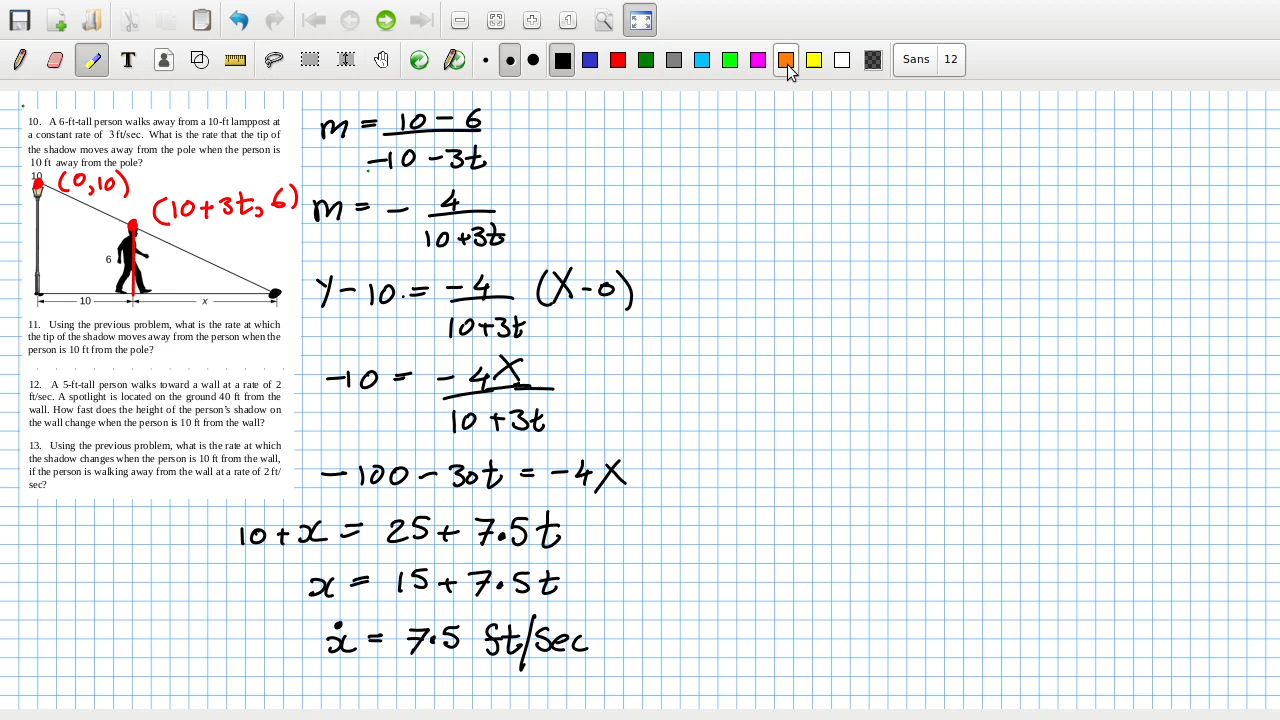 Sans 12
10. A 6-ft-tall person walks away from a 10-ft lamppost at
a constant rate of 3 ft/sec. What is the rate that the tip of
the shadow moves away from the pole when the person is
10 ft away from the pole?
10
(0,10)
(10+3t, 6)
6
10
x
11. Using the previous problem, what is the rate at which
the tip of the shadow moves away from the person when the
person is 10 ft from the pole?
12. A 5-ft-tall person walks toward a wall at a rate of 2
ft/sec. A spotlight is located on the ground 40 ft from the
wall. How fast does the height of the person's shadow on
the wall change when the person is 10 ft from the wall?
13. Using the previous problem, what is the rate at which
the shadow changes when the person is 10 ft from the wall,
if the person is walking away from the wall at a rate of 2 ft/
sec?
m = 10 - 6
-10 - 3t
m = - 4
10+3t
Y - 10 = -4 (X - 0)
10+3t
-10 = -4X
10 + 3t
-100 - 30t = -4X
10 + x = 25 + 7.5t
x = 15 + 7.5t
ẋ = 7.5 ft/sec